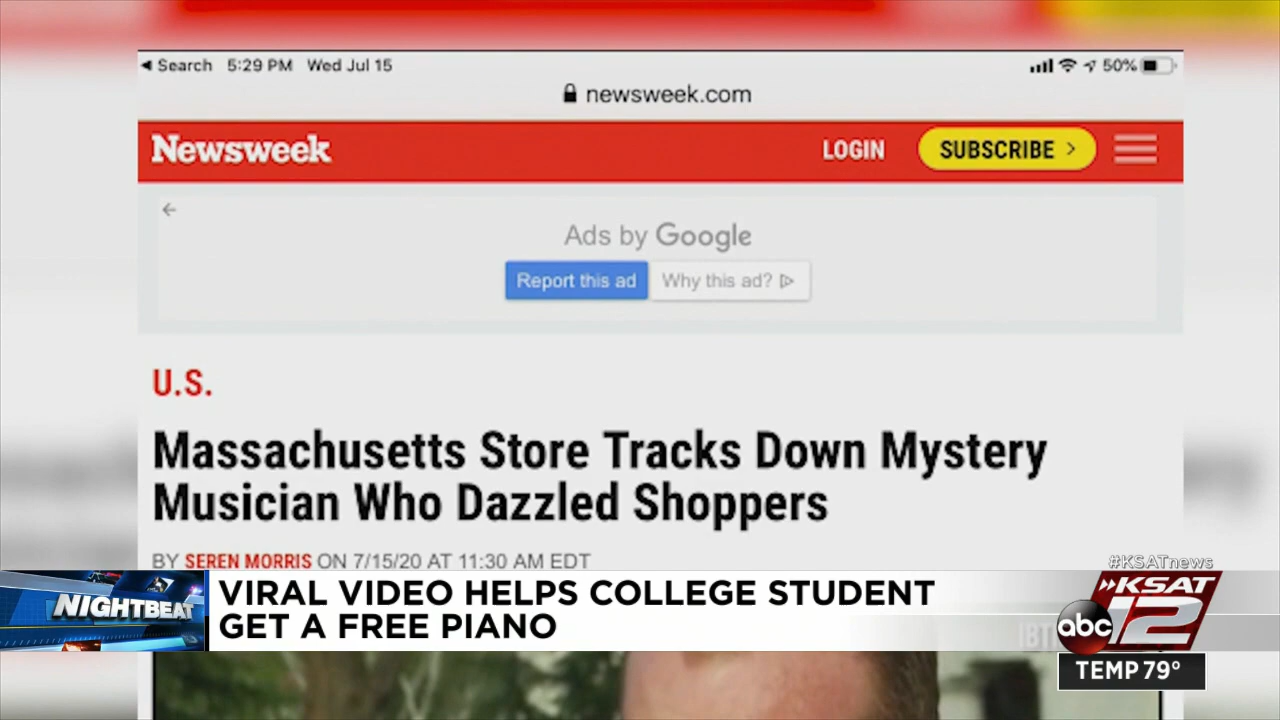 Search 5:29 PM Wed Jul 15
50%
newsweek.com
Newsweek
LOGIN
SUBSCRIBE >
Ads by Google
Report this ad
Why this ad?
U.S.
Massachusetts Store Tracks Down Mystery
Musician Who Dazzled Shoppers
BY SEREN MORRIS ON 7/15/20 AT 11:30 AM EDT
#KSATnews
NIGHTBEAT
VIRAL VIDEO HELPS COLLEGE STUDENT
GET A FREE PIANO
abc
KSAT
12
TEMP 79°